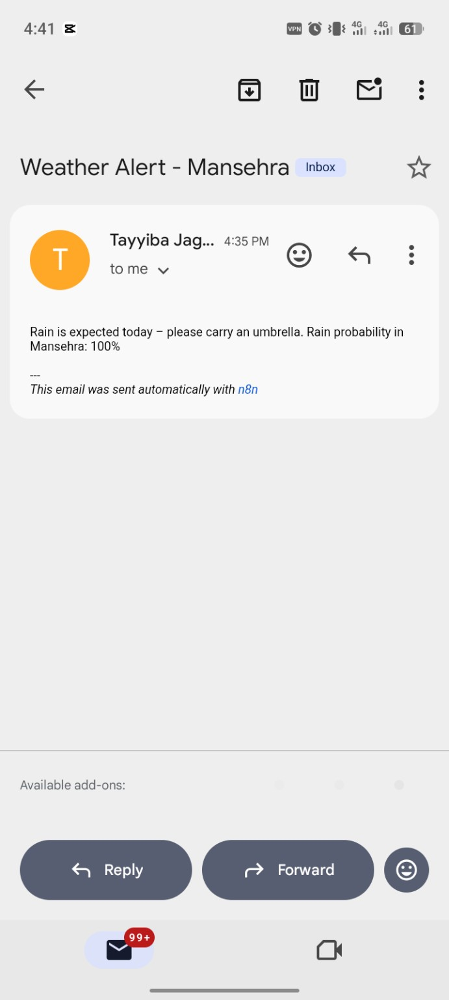 4:41
VPN 4G 4G 61
Weather Alert - Mansehra Inbox
T
Tayyiba Jag... 4:35 PM
to me
Rain is expected today – please carry an umbrella. Rain probability in
Mansehra: 100%
---
This email was sent automatically with n8n
Available add-ons:
Reply
Forward
99+